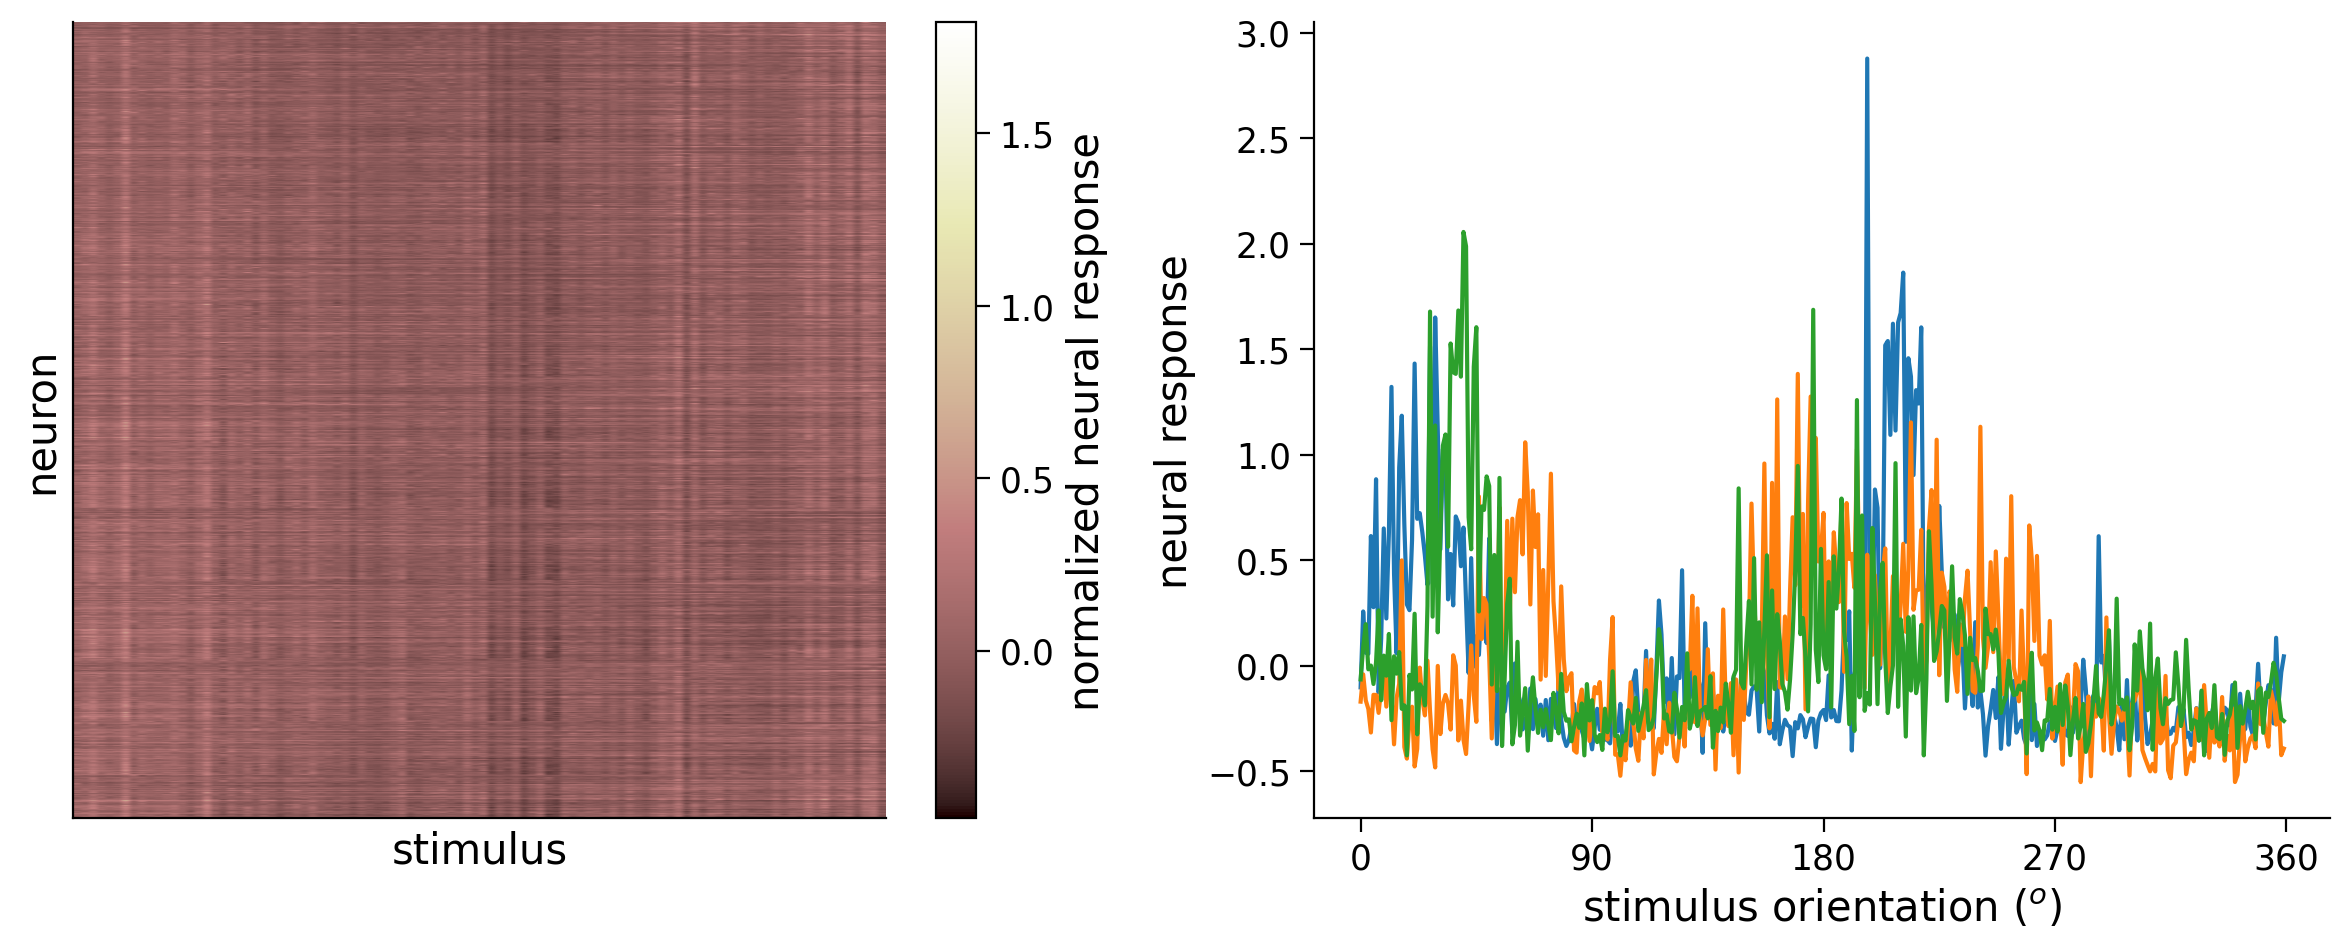 neuron
stimulus
1.5
1.0
0.5
0.0
normalized neural response
neural response
3.0
2.5
2.0
1.5
1.0
0.5
0.0
−0.5
0 90 180 270 360
stimulus orientation (o)